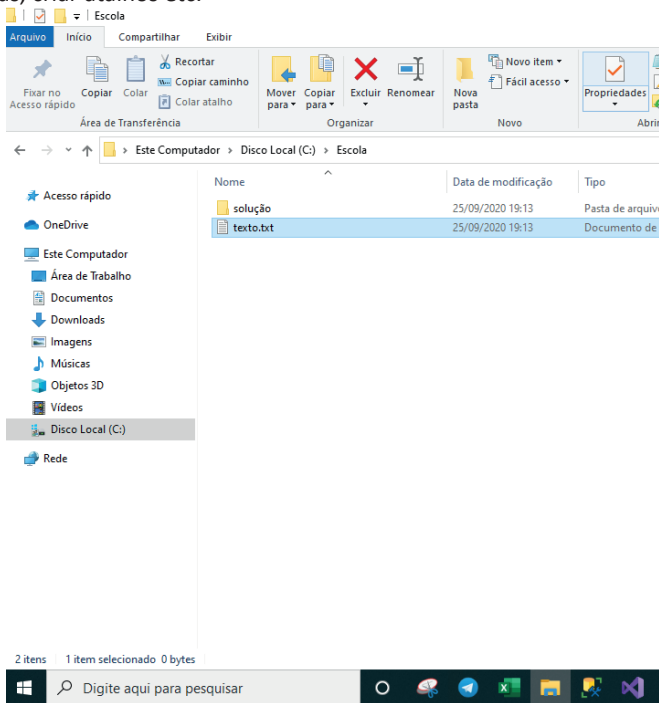 criar atalhos etc.
Escola
Arquivo Início Compartilhar Exibir
Fixar no Acesso rápido
Copiar
Colar
Recortar
Copiar caminho
Colar atalho
Mover para
Copiar para
Excluir
Renomear
Nova pasta
Novo item
Fácil acesso
Propriedades
Área de Transferência Organizar Novo
Este Computador > Disco Local (C:) > Escola
Nome Data de modificação Tipo
solução 25/09/2020 19:13 Pasta de
texto.txt 25/09/2020 19:13 Documento de
Acesso rápido
OneDrive
Este Computador
Área de Trabalho
Documentos
Downloads
Imagens
Músicas
Objetos 3D
Vídeos
Disco Local (C:)
Rede
2 itens 1 item selecionado 0 bytes
Digite aqui para pesquisar